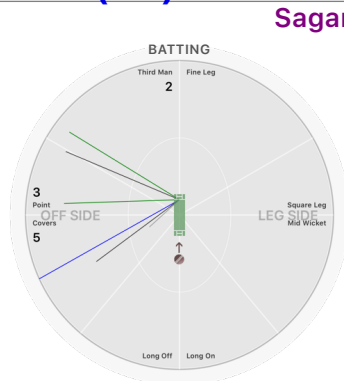 Sagar
BATTING
Third Man
Fine Leg
2
3
Point
Square Leg
OFF SIDE
LEG SIDE
Covers
Mid Wicket
5
Long Off
Long On